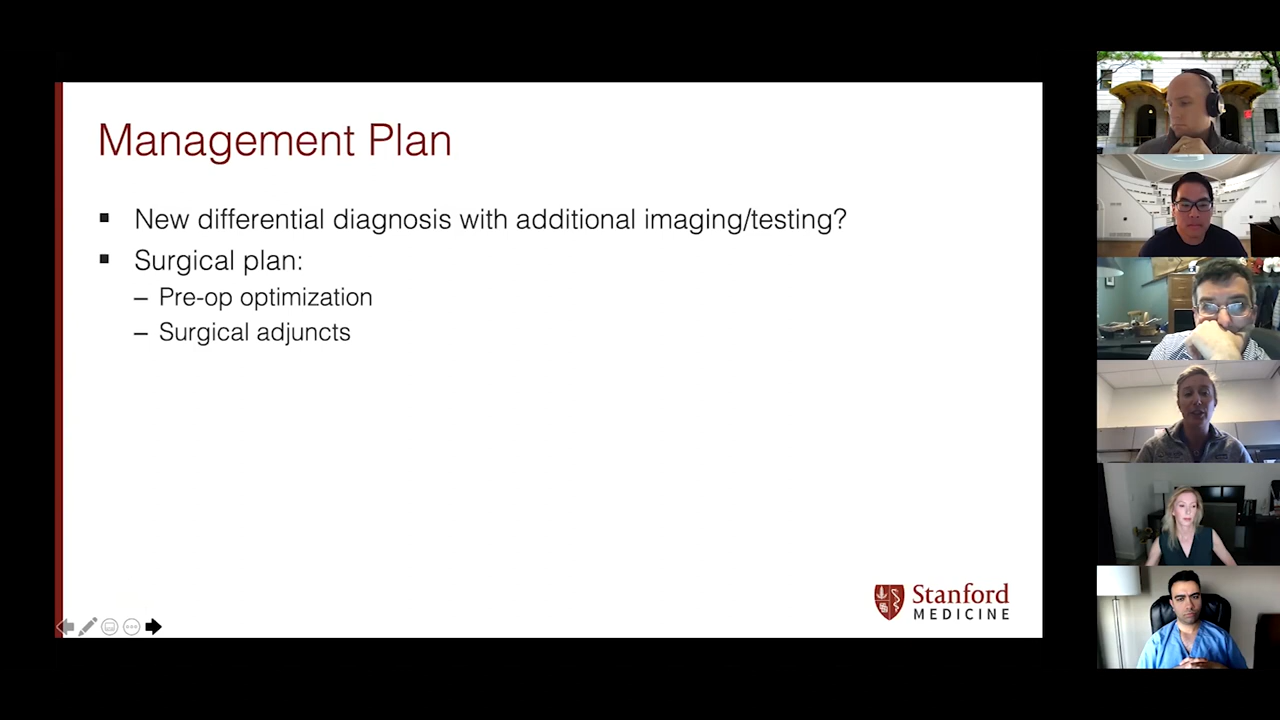 Management Plan
▪ New differential diagnosis with additional imaging/testing?
▪ Surgical plan:
– Pre-op optimization
– Surgical adjuncts
Stanford
MEDICINE